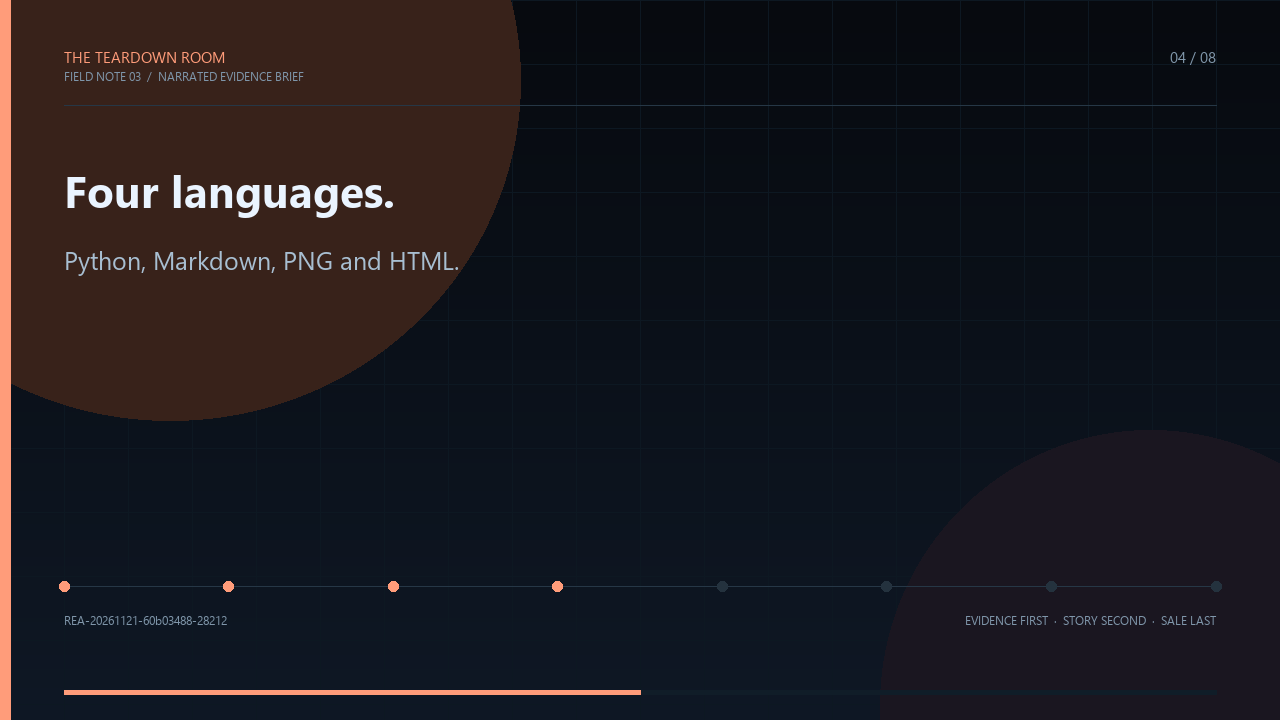 THE TEARDOWN ROOM
04 / 08
FIELD NOTE 03 / NARRATED EVIDENCE BRIEF
Four languages.
Python, Markdown, PNG and HTML.
REA-20261121-60b03488-28212
EVIDENCE FIRST · STORY SECOND · SALE LAST